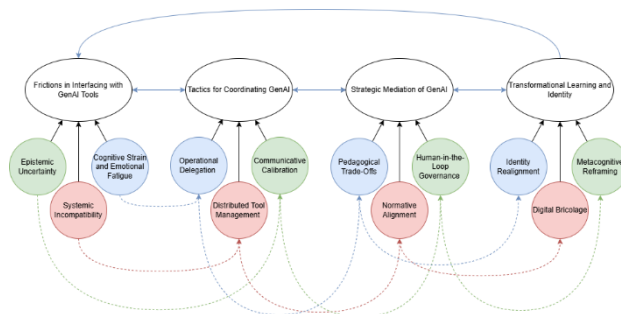 Frictions in Interfacing with
GenAI Tools
Tactics for Coordinating GenAI
Strategic Mediation of GenAI
Transformational Learning and
Identity
Epistemic
Uncertainty
Cognitive Strain
and Emotional
Fatigue
Operational
Delegation
Communicative
Calibration
Pedagogical
Trade-Offs
Human-in-the-
Loop
Governance
Identity
Realignment
Metacognitive
Reframing
Systemic
Incompatibility
Distributed Tool
Management
Normative
Alignment
Digital Bricolage